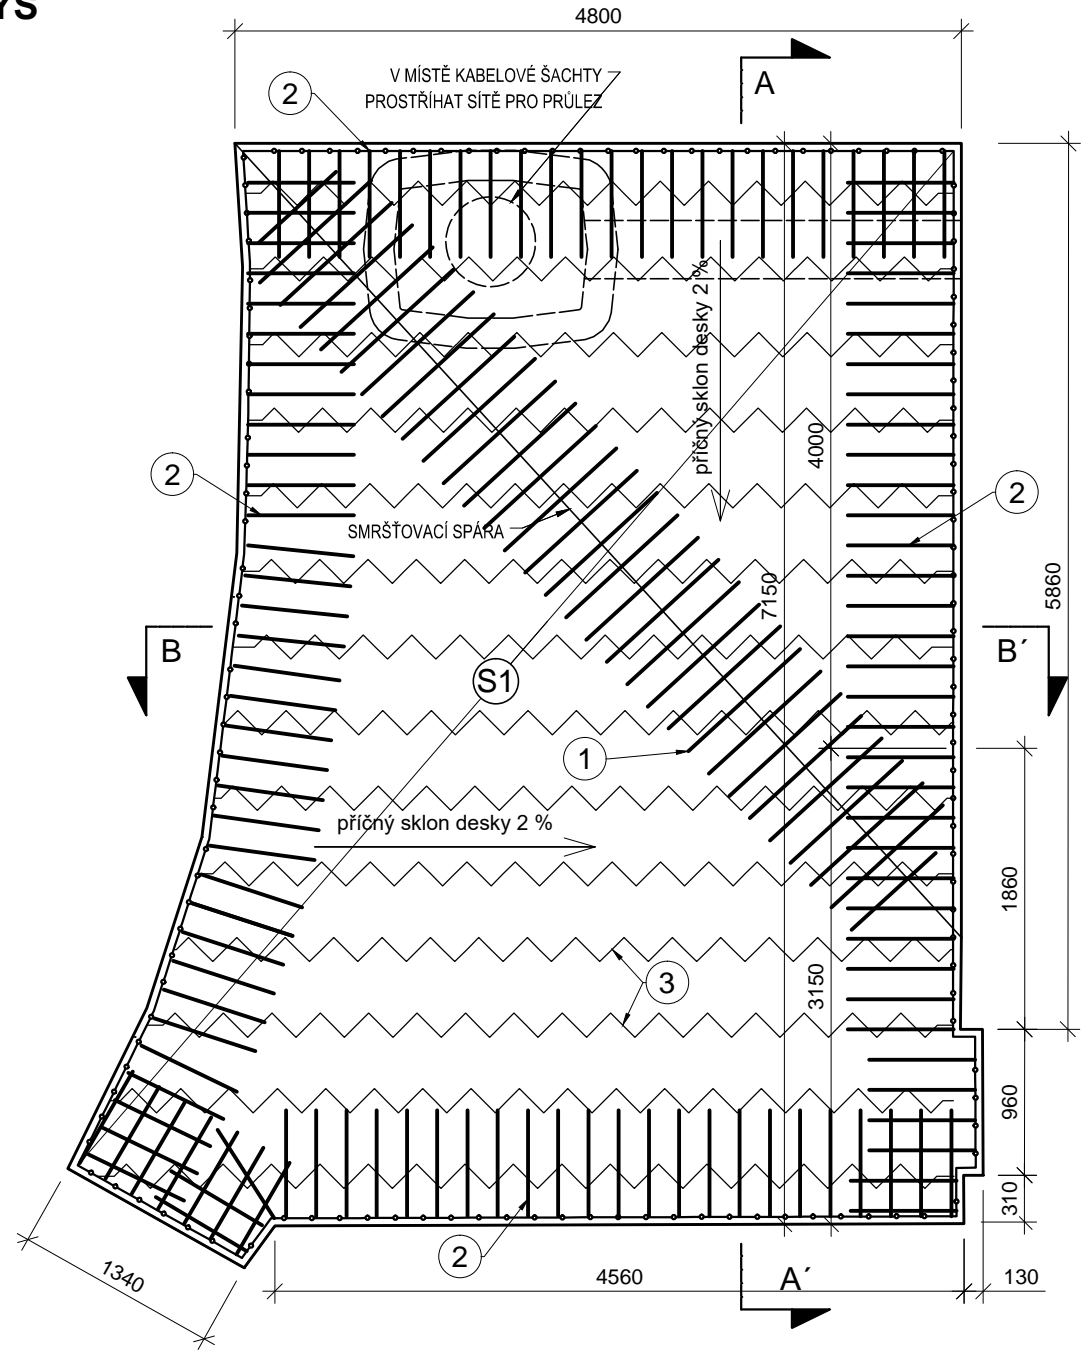 YS
4800
V MÍSTĚ KABELOVÉ ŠACHTY
PROSTŘÍHAT SÍTĚ PRO PRŮLEZ
2
A
příčný sklon desky 2 %
4000
2
2
SMRŠŤOVACÍ SPÁRA
7150
5860
B
B´
S1
1
příčný sklon desky 2 %
1860
3
3150
960
310
2
1340
4560
A´
130